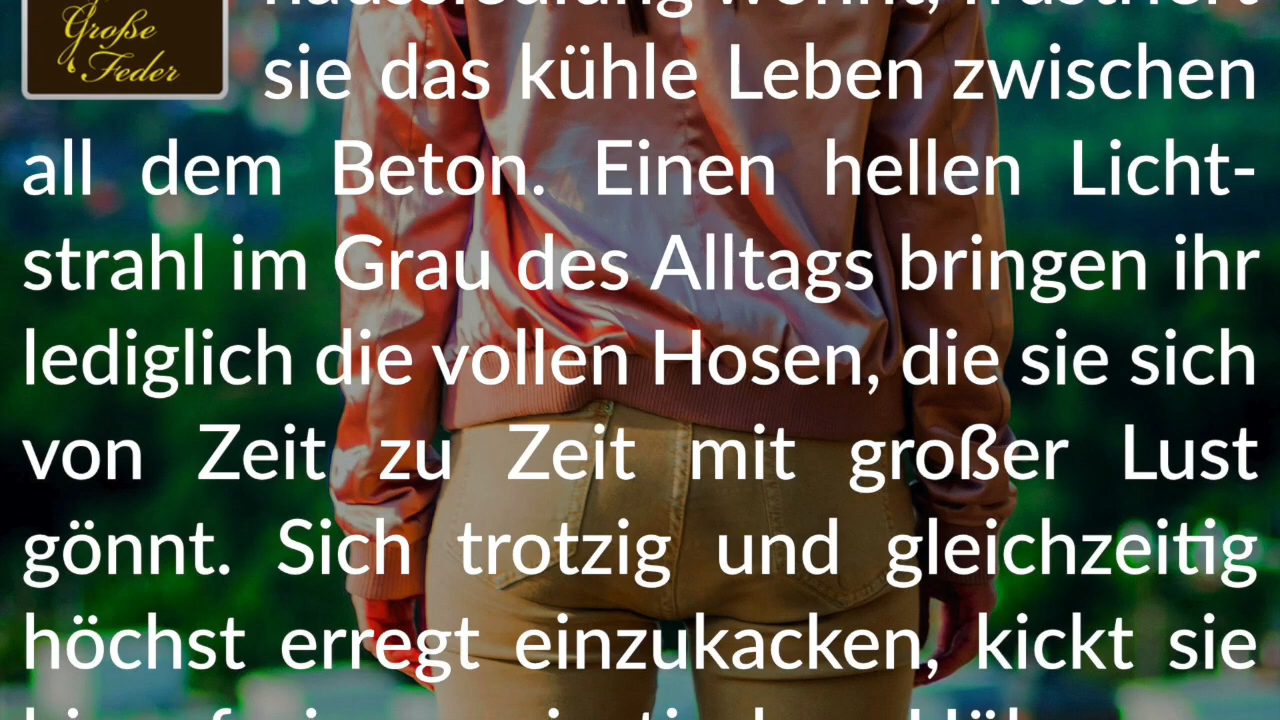 Große
Feder
sie das kühle Leben zwischen
all dem Beton. Einen hellen Licht-
strahl im Grau des Alltags bringen ihr
lediglich die vollen Hosen, die sie sich
von Zeit zu Zeit mit großer Lust
gönnt. Sich trotzig und gleichzeitig
höchst erregt einzukacken, kickt sie